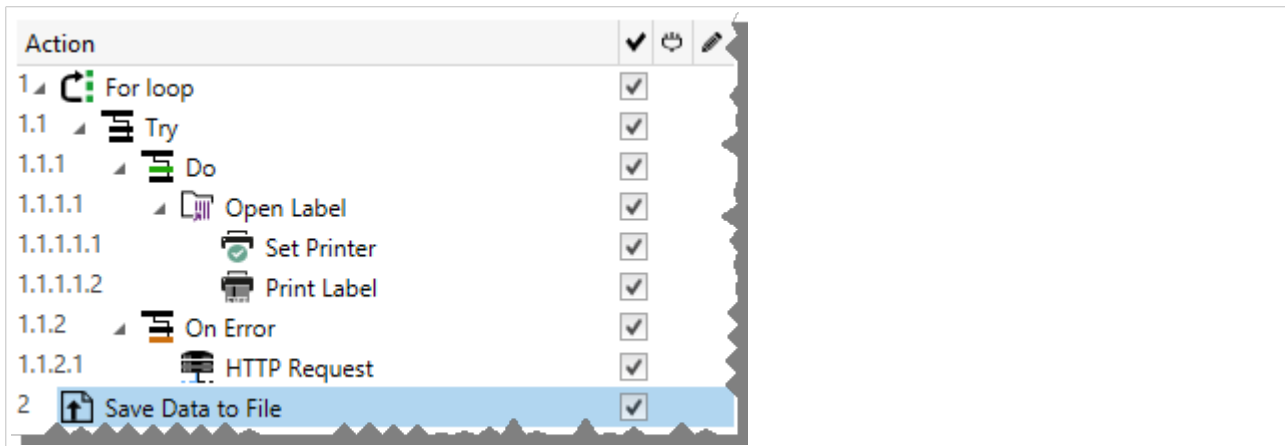 Action
1 For loop
1.1 Try
1.1.1 Do
1.1.1.1 Open Label
1.1.1.1.1 Set Printer
1.1.1.1.2 Print Label
1.1.2 On Error
1.1.2.1 HTTP Request
2 Save Data to File